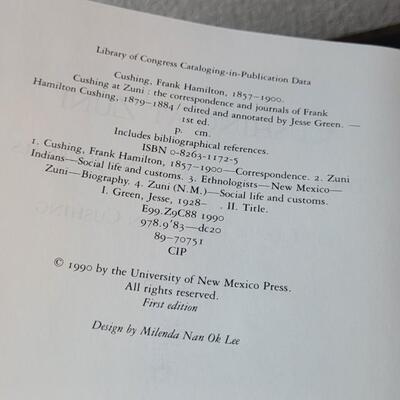 Library of Congress Cataloging-in-Publication Data
Cushing, Frank Hamilton, 1857–1900.
Cushing at Zuni : the correspondence and journals of Frank
Hamilton Cushing, 1879–1884 / edited and annotated by Jesse Green. —
1st ed.
p. cm.
Includes bibliographical references.
ISBN 0-8263-1172-5
1. Cushing, Frank Hamilton, 1857–1900—Correspondence. 2. Zuni
Indians—Social life and customs. 3. Ethnologists—New Mexico—
Zuni—Biography. 4. Zuni (N.M.)—Social life and customs.
I. Green, Jesse, 1928– . II. Title.
E99.Z9C88 1990
978.9'83—dc20
89-70751
CIP
© 1990 by the University of New Mexico Press.
All rights reserved.
First edition
Design by Milenda Nan Ok Lee